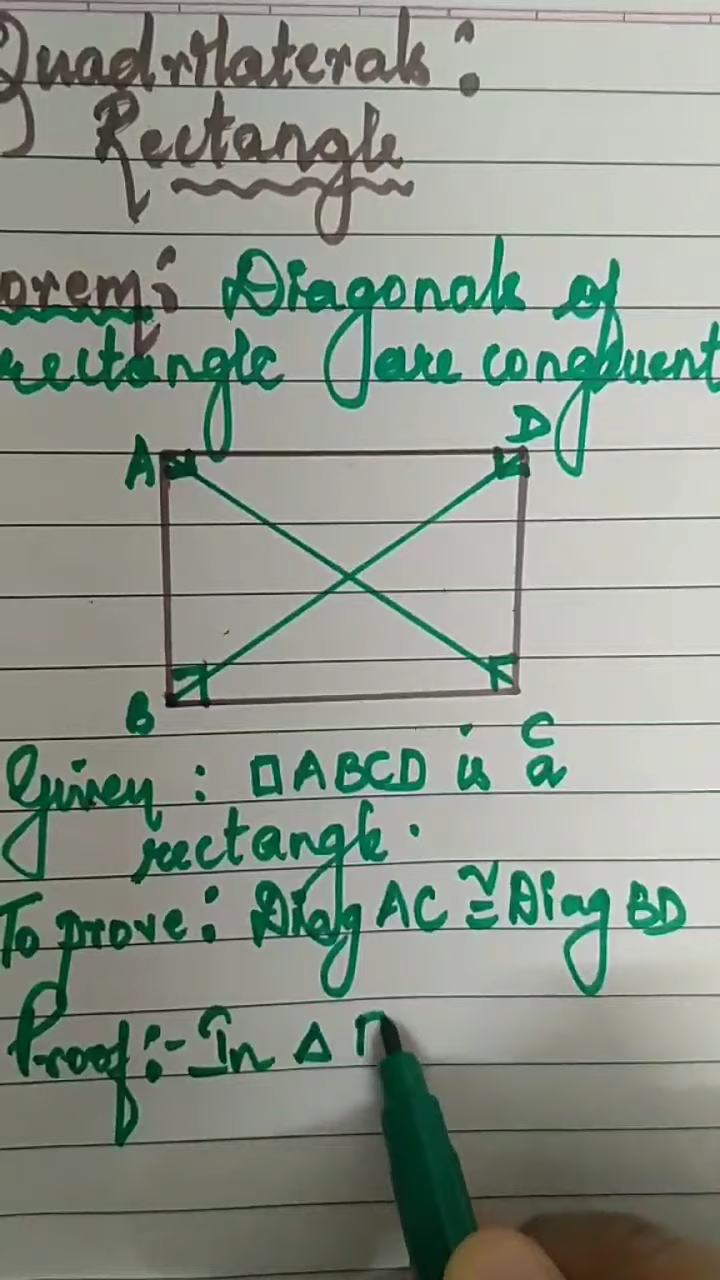 Quadrilaterals:
Rectangle
orem: Diagonals of
rectangle are congruent
A D
B C
Given : □ABCD is a
rectangle.
To prove: Diag AC ≅ Diag BD
Proof:- In Δ